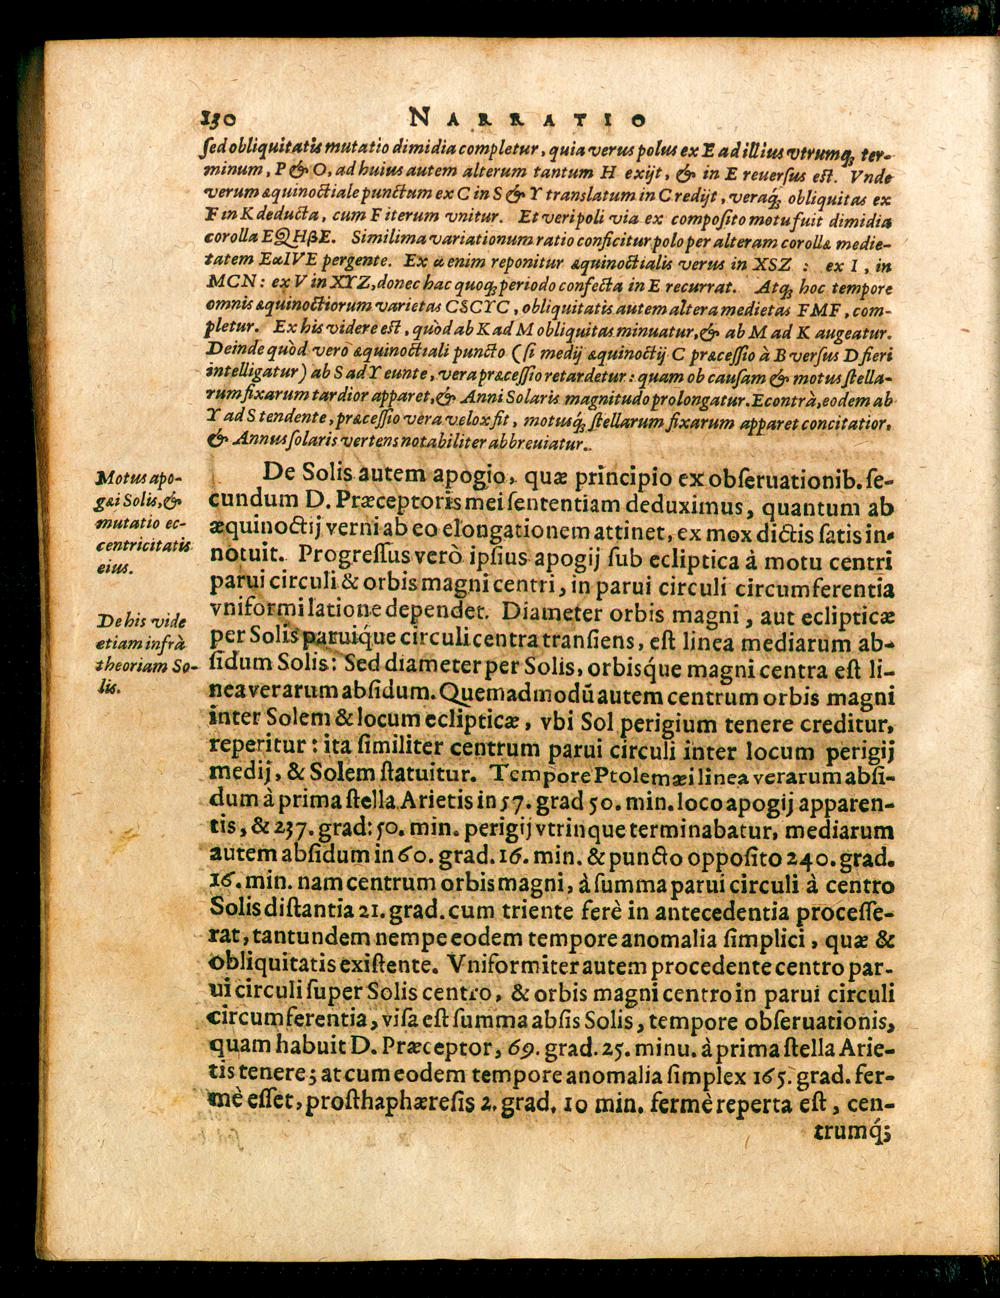 130 NARRATIO
sed obliquitatis mutatio dimidia completur, quia verus polus ex E ad illius vtrumq; ter-
minum, P & O, ad huius autem alterum tantum H exijt, & in E reuersus est. Vnde
verum æquinoctiale punctum ex C in S & Y translatum in C redijt, veraq; obliquitas ex
F in K deducta, cum F iterum vnitur. Et veri poli via ex composito motu fuit dimidia
corolla EQHβE. Simillima variationum ratio conficitur polo per alteram corollæ medie-
tatem EαIVE pergente. Ex α enim reponitur æquinoctialis verus in XSZ : ex I, in
MCN: ex V in XYZ, donec hac quoq; periodo confecta in E recurrat. Atq; hoc tempore
omnis æquinoctiorum varietas CSCYC, obliquitatis autem altera medietas FMF, com-
pletur. Ex his videre est, quòd ab K ad M obliquitas minuatur, & ab M ad K augeatur.
Deinde quòd vero æquinoctiali puncto (si medij æquinoctij C præcessio à B versus D fieri
intelligatur) ab S ad Y eunte, vera præcessio retardetur: quam ob causam & motus stella-
rum fixarum tardior apparet, & Anni Solaris magnitudo prolongatur. E contrà, eodem ab
Y ad S tendente, præcessio vera velox fit, motusq́; stellarum fixarum apparet concitatior,
& Annus solaris vertens notabiliter abbreuiatur.
Motus apo-
gæi Solis, &
mutatio ec-
centricitatis
eius.
De his vide
etiam infrà
theoriam So-
lis.
De Solis autem apogio, quæ principio ex obseruationib. se-
cundum D. Præceptoris mei sententiam deduximus, quantum ab
æquinoctij verni ab eo elongationem attinet, ex mox dictis satis in-
notuit. Progressus verò ipsius apogij sub ecliptica à motu centri
parui circuli & orbis magni centri, in parui circuli circumferentia
vniformi latione dependet. Diameter orbis magni, aut eclipticæ
per Solis paruiq́ue circuli centra transiens, est linea mediarum ab-
sidum Solis: Sed diameter per Solis, orbisq́ue magni centra est li-
nea verarum absidum. Quemadmodũ autem centrum orbis magni
inter Solem & locum eclipticæ, vbi Sol perigium tenere creditur,
reperitur: ita similiter centrum parui circuli inter locum perigij
medij, & Solem statuitur. Tempore Ptolemæi linea verarum absi-
dum à prima stella Arietis in 57. grad 50. min. loco apogij apparen-
tis, & 237. grad: 50. min. perigij vtrinque terminabatur, mediarum
autem absidum in 60. grad. 16. min. & puncto opposito 240. grad.
16. min. nam centrum orbis magni, à summa parui circuli à centro
Solis distantia 21. grad. cum triente ferè in antecedentia processe-
rat, tantundem nempe eodem tempore anomalia simplici, quæ &
obliquitatis existente. Vniformiter autem procedente centro par-
ui circuli super Solis centro, & orbis magni centro in parui circuli
circumferentia, visa est summa absis Solis, tempore obseruationis,
quam habuit D. Præceptor, 69. grad. 25. minu. à prima stella Arie-
tis tenere; at cum eodem tempore anomalia simplex 165. grad. fer-
mè esset, prosthaphæresis 2. grad. 10 min. fermè reperta est, cen-
trumq́;